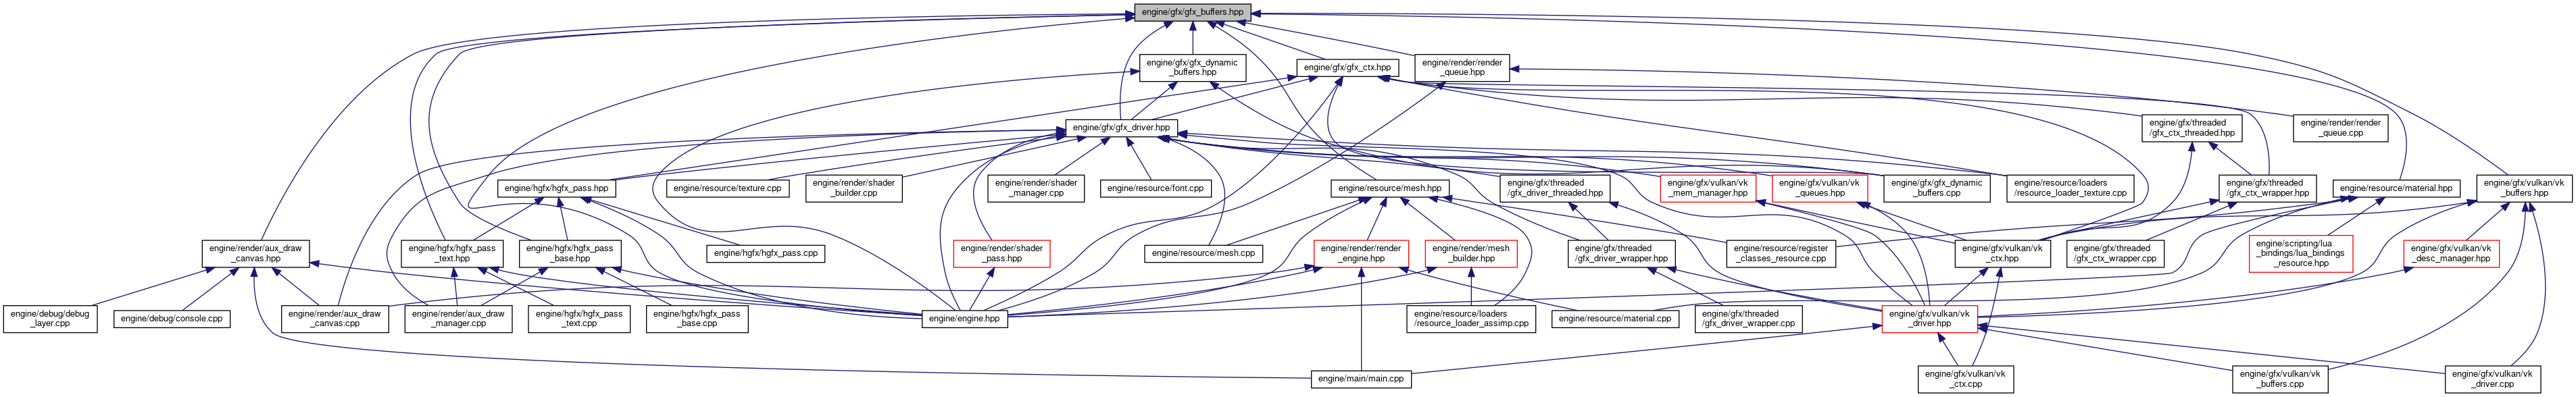 engine/gfx/gfx_buffers.hpp
engine/gfx/gfx_dynamic
_buffers.hpp
engine/gfx/gfx_ctx.hpp
engine/render/render
_queue.hpp
engine/gfx/gfx_driver.hpp
engine/gfx/threaded
/gfx_ctx_threaded.hpp
engine/render/render
_queue.cpp
engine/hgfx/hgfx_pass.hpp
engine/resource/texture.cpp
engine/render/shader
_builder.cpp
engine/render/shader
_manager.cpp
engine/resource/font.cpp
engine/resource/mesh.hpp
engine/gfx/threaded
/gfx_driver_threaded.hpp
engine/gfx/vulkan/vk
_mem_manager.hpp
engine/gfx/vulkan/vk
_queues.hpp
engine/gfx/gfx_dynamic
_buffers.cpp
engine/resource/loaders
/resource_loader_texture.cpp
engine/gfx/threaded
/gfx_ctx_wrapper.hpp
engine/resource/material.hpp
engine/gfx/vulkan/vk
_buffers.hpp
engine/render/aux_draw
_canvas.hpp
engine/hgfx/hgfx_pass
_text.hpp
engine/hgfx/hgfx_pass
_base.hpp
engine/hgfx/hgfx_pass.cpp
engine/render/shader
_pass.hpp
engine/resource/mesh.cpp
engine/render/render
_engine.hpp
engine/render/mesh
_builder.hpp
engine/gfx/threaded
/gfx_driver_wrapper.hpp
engine/resource/register
_classes_resource.cpp
engine/gfx/vulkan/vk
_ctx.hpp
engine/gfx/threaded
/gfx_ctx_wrapper.cpp
engine/scripting/lua
_bindings/lua_bindings
_resource.hpp
engine/gfx/vulkan/vk
_desc_manager.hpp
engine/debug/debug
_layer.cpp
engine/debug/console.cpp
engine/render/aux_draw
_canvas.cpp
engine/render/aux_draw
_manager.cpp
engine/hgfx/hgfx_pass
_text.cpp
engine/hgfx/hgfx_pass
_base.cpp
engine/engine.hpp
engine/resource/loaders
/resource_loader_assimp.cpp
engine/resource/material.cpp
engine/gfx/threaded
/gfx_driver_wrapper.cpp
engine/gfx/vulkan/vk
_driver.hpp
engine/main/main.cpp
engine/gfx/vulkan/vk
_ctx.cpp
engine/gfx/vulkan/vk
_buffers.cpp
engine/gfx/vulkan/vk
_driver.cpp